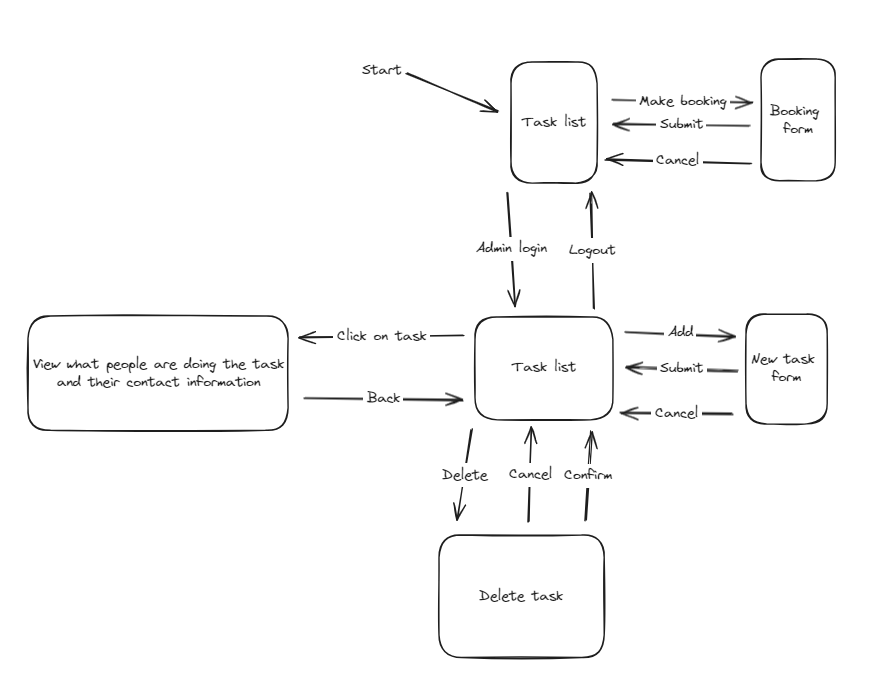 Start
Task list
Make booking
Submit
Cancel
Booking
form
Admin login
Logout
View what people are doing the task
and their contact information
Click on task
Back
Task list
Add
Submit
Cancel
New task
form
Delete
Cancel
Confirm
Delete task